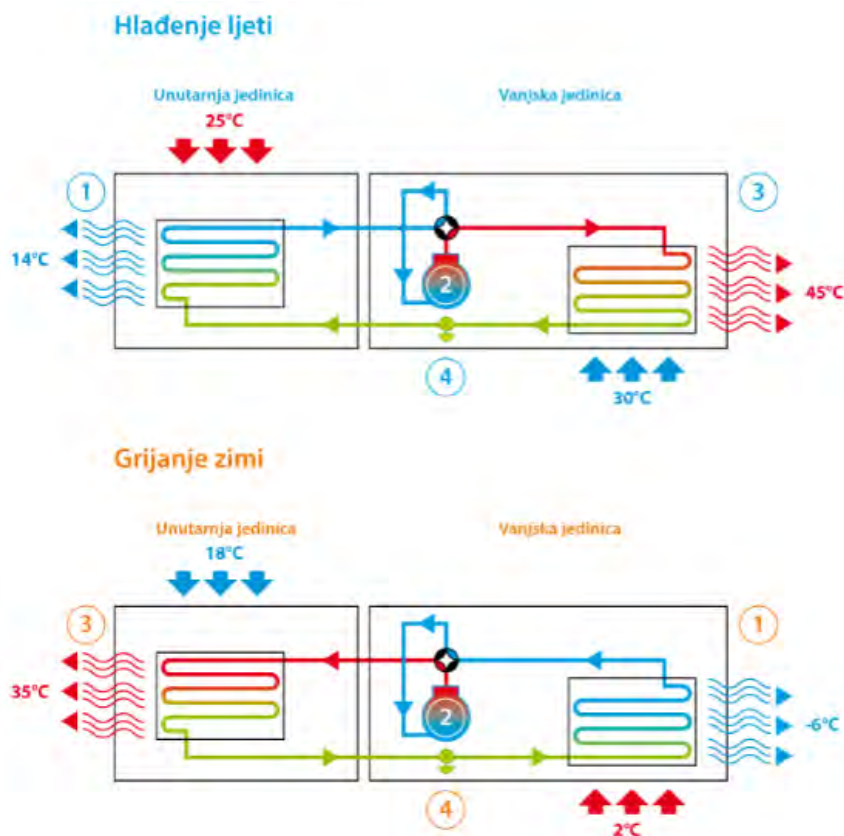 Hlađenje ljeti
Unutarnja jedinica
Vanjska jedinica
25°C
1
3
14°C
2
45°C
4
30°C
Grijanje zimi
Unutarnja jedinica
Vanjska jedinica
18°C
3
1
35°C
2
-6°C
4
2°C